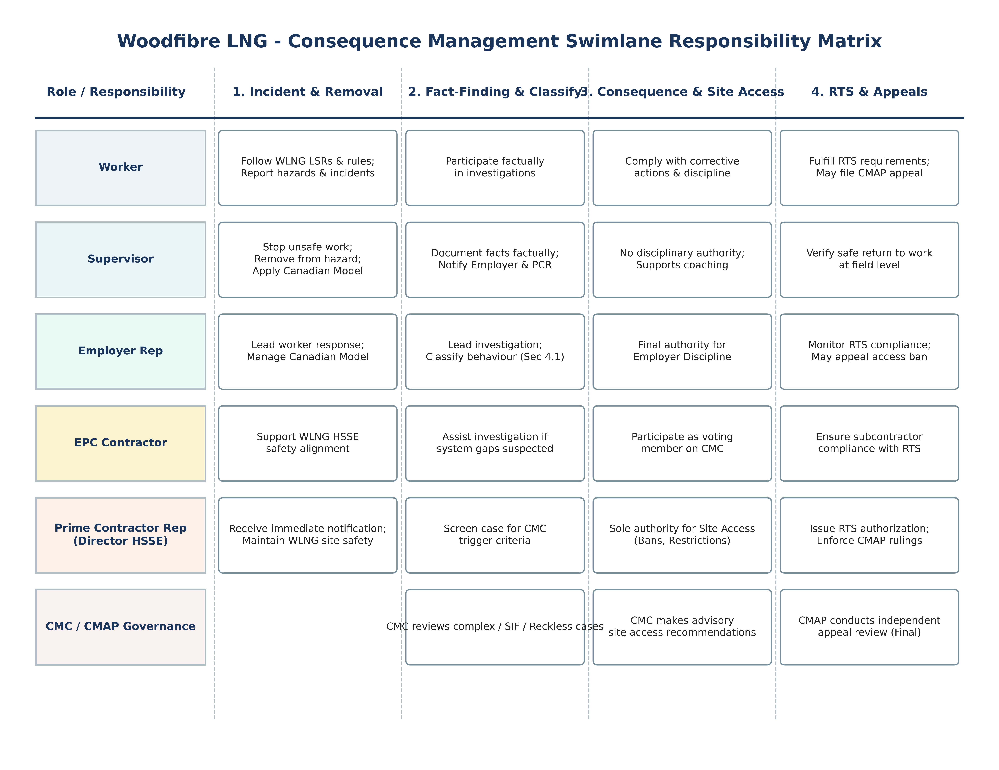 Woodfibre LNG - Consequence Management Swimlane Responsibility Matrix
Role / Responsibility
1. Incident & Removal
2. Fact-Finding & Classify
3. Consequence & Site Access
4. RTS & Appeals
Worker
Follow WLNG LSRs & rules;
Report hazards & incidents
Participate factually
in investigations
Comply with corrective
actions & discipline
Fulfill RTS requirements;
May file CMAP appeal
Supervisor
Stop unsafe work;
Remove from hazard;
Apply Canadian Model
Document facts factually;
Notify Employer & PCR
No disciplinary authority;
Supports coaching
Verify safe return to work
at field level
Employer Rep
Lead worker response;
Manage Canadian Model
Lead investigation;
Classify behaviour (Sec 4.1)
Final authority for
Employer Discipline
Monitor RTS compliance;
May appeal access ban
EPC Contractor
Support WLNG HSSE
safety alignment
Assist investigation if
system gaps suspected
Participate as voting
member on CMC
Ensure subcontractor
compliance with RTS
Prime Contractor Rep
(Director HSSE)
Receive immediate notification;
Maintain WLNG site safety
Screen case for CMC
trigger criteria
Sole authority for Site Access
(Bans, Restrictions)
Issue RTS authorization;
Enforce CMAP rulings
CMC / CMAP Governance
CMC reviews complex / SIF / Reckless cases
CMC makes advisory
site access recommendations
CMAP conducts independent
appeal review (Final)